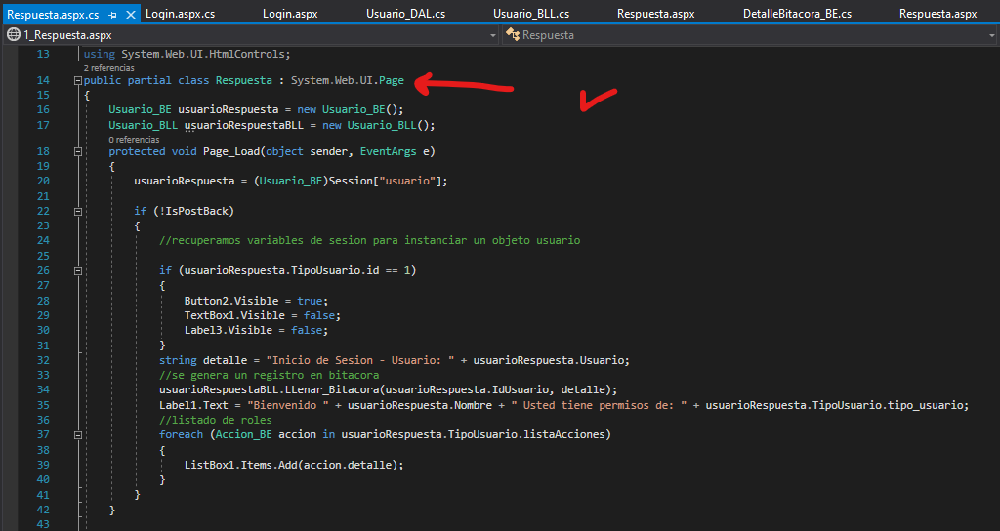 Respuesta.aspx.cs Login.aspx.cs Login.aspx Usuario_DAL.cs Usuario_BLL.cs Respuesta.aspx DetalleBitacora_BE.cs Respuesta.aspx
1_Respuesta.aspx Respuesta
13 using System.Web.UI.HtmlControls;
2 referencias
14 public partial class Respuesta : System.Web.UI.Page
15 {
16 Usuario_BE usuarioRespuesta = new Usuario_BE();
17 Usuario_BLL usuarioRespuestaBLL = new Usuario_BLL();
0 referencias
18 protected void Page_Load(object sender, EventArgs e)
19 {
20 usuarioRespuesta = (Usuario_BE)Session["usuario"];
21
22 if (!IsPostBack)
23 {
24 //recuperamos variables de sesion para instanciar un objeto usuario
25
26 if (usuarioRespuesta.TipoUsuario.id == 1)
27 {
28 Button2.Visible = true;
29 TextBox1.Visible = false;
30 Label3.Visible = false;
31 }
32 string detalle = "Inicio de Sesion - Usuario: " + usuarioRespuesta.Usuario;
33 //se genera un registro en bitacora
34 usuarioRespuestaBLL.LLenar_Bitacora(usuarioRespuesta.IdUsuario, detalle);
35 Label1.Text = "Bienvenido " + usuarioRespuesta.Nombre + " Usted tiene permisos de: " + usuarioRespuesta.TipoUsuario.tipo_usuario;
36 //listado de roles
37 foreach (Accion_BE accion in usuarioRespuesta.TipoUsuario.listaAcciones)
38 {
39 ListBox1.Items.Add(accion.detalle);
40 }
41 }
42 }
43